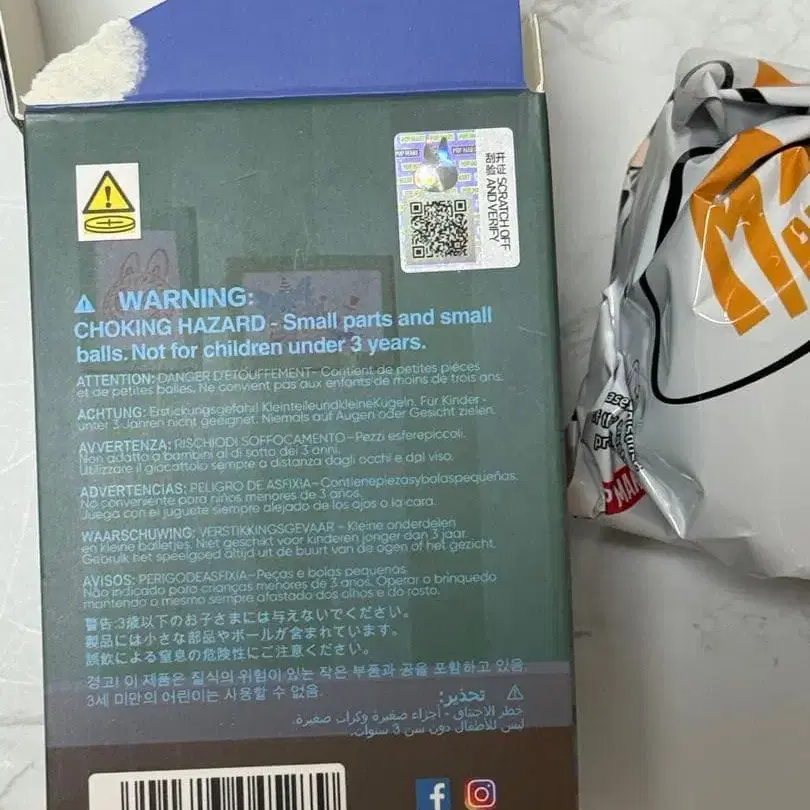 POP MART
开刮 SCRATCH OFF
刮验 AND VERIFY
WARNING:
CHOKING HAZARD - Small parts and small
balls. Not for children under 3 years.
ATTENTION: DANGER D'ETOUFFEMENT- Contient de petites pièces
et de petites balles. Ne convient pas aux enfants de moins de trois ans.
ACHTUNG: Erstickungsgefahr! KleinteileundkleineKugeln. Für Kinder -
unter 3 Jahren nicht geeignet. Niemals auf Augen oder Gesicht zielen.
AVVERTENZA: RISCHIODI SOFFOCAMENTO-Pezzi esferepiccoli.
Non adatto a bambini al di sotto dei 3 anni.
Utilizzare il giocattolo sempre a distanza dagli occhi e dal viso.
ADVERTENCIAS: PELIGRO DE ASFIXIA-Contienepiezasybolaspequeñas.
No conveniente para niños menores de 3 años.
Juega con el juguete siempre alejado de los ojos o la cara.
WAARSCHUWING: VERSTIKKINGSGEVAAR - Kleine onderdelen
en kleine balletjes. Niet geschikt voor kinderen jonger dan 3 jaar.
Gebruik het speelgoed altijd uit de buurt van de ogen of het gezicht.
AVISOS: PERIGODEASFIXIA-Peças e bolas pequenas
Não indicado para crianças menores de 3 anos. Operar o brinquedo
mantendo o mesmo sempre afastado dos olhos e do rosto.
警告:3歳以下のお子さまには与えないでください。
製品には小さな部品やボールが含まれています。
誤飲による窒息の危険性にご注意ください。
경고! 이 제품은 질식의 위험이 있는 작은 부품과 공을 포함하고 있음
3세 미만의 어린이는 사용할 수 없음.
تحذير:
خطر الاختناق - أجزاء صغيرة وكرات صغيرة.
ليس للأطفال دون سن 3 سنوات.